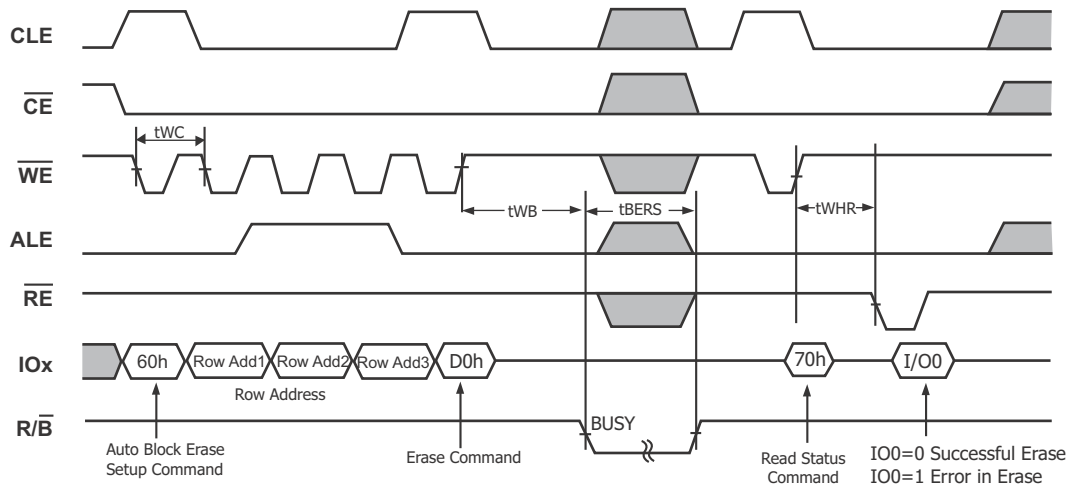 CLE
CE
tWC
WE
tWB
tBERS
tWHR
ALE
RE
IOx
60h
Row Add1
Row Add2
Row Add3
D0h
70h
I/O0
Row Address
R/B
BUSY
Auto Block Erase
Setup Command
Erase Command
Read Status
Command
IO0=0 Successful Erase
IO0=1 Error in Erase